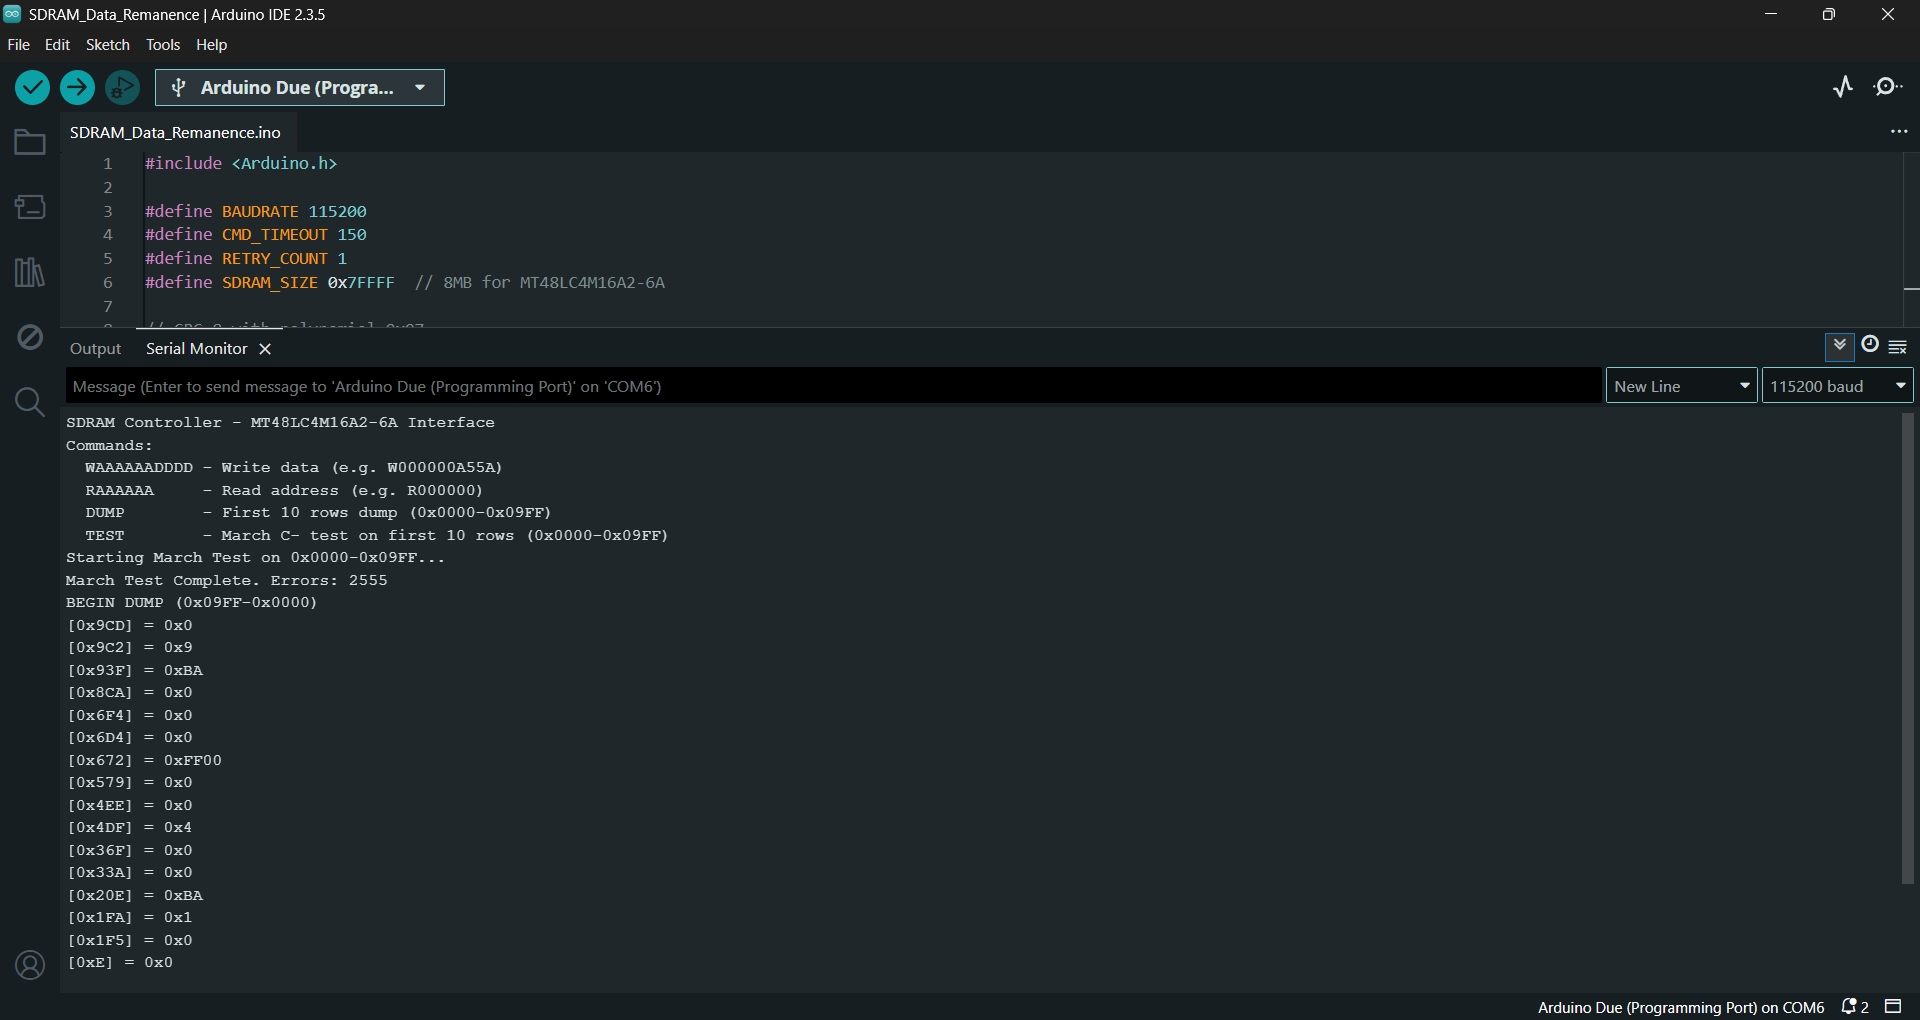 SDRAM_Data_Remanence | Arduino IDE 2.3.5
File Edit Sketch Tools Help
Arduino Due (Progra...
SDRAM_Data_Remanence.ino
1 #include <Arduino.h>
2
3 #define BAUDRATE 115200
4 #define CMD_TIMEOUT 150
5 #define RETRY_COUNT 1
6 #define SDRAM_SIZE 0x7FFFF // 8MB for MT48LC4M16A2-6A
7
Output Serial Monitor
Message (Enter to send message to 'Arduino Due (Programming Port)' on 'COM6') New Line 115200 baud
SDRAM Controller - MT48LC4M16A2-6A Interface
Commands:
WAAAAAADDDD - Write data (e.g. W000000A55A)
RAAAAAA - Read address (e.g. R000000)
DUMP - First 10 rows dump (0x0000-0x09FF)
TEST - March C- test on first 10 rows (0x0000-0x09FF)
Starting March Test on 0x0000-0x09FF...
March Test Complete. Errors: 2555
BEGIN DUMP (0x09FF-0x0000)
[0x9CD] = 0x0
[0x9C2] = 0x9
[0x93F] = 0xBA
[0x8CA] = 0x0
[0x6F4] = 0x0
[0x6D4] = 0x0
[0x672] = 0xFF00
[0x579] = 0x0
[0x4EE] = 0x0
[0x4DF] = 0x4
[0x36F] = 0x0
[0x33A] = 0x0
[0x20E] = 0xBA
[0x1FA] = 0x1
[0x1F5] = 0x0
[0xE] = 0x0
Arduino Due (Programming Port) on COM6 2